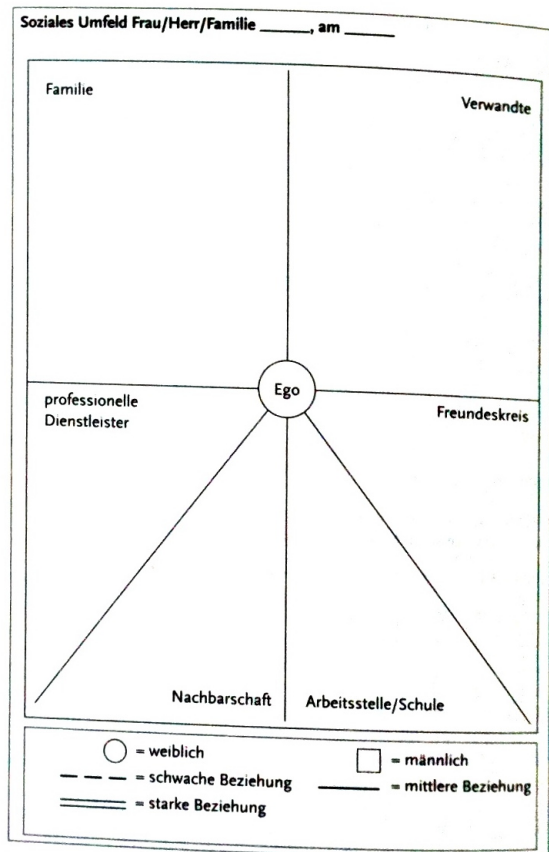 Soziales Umfeld Frau/Herr/Familie ______, am ______
Familie
Verwandte
Ego
professionelle
Dienstleister
Freundeskreis
Nachbarschaft
Arbeitsstelle/Schule
= weiblich
= männlich
= schwache Beziehung
= mittlere Beziehung
= starke Beziehung